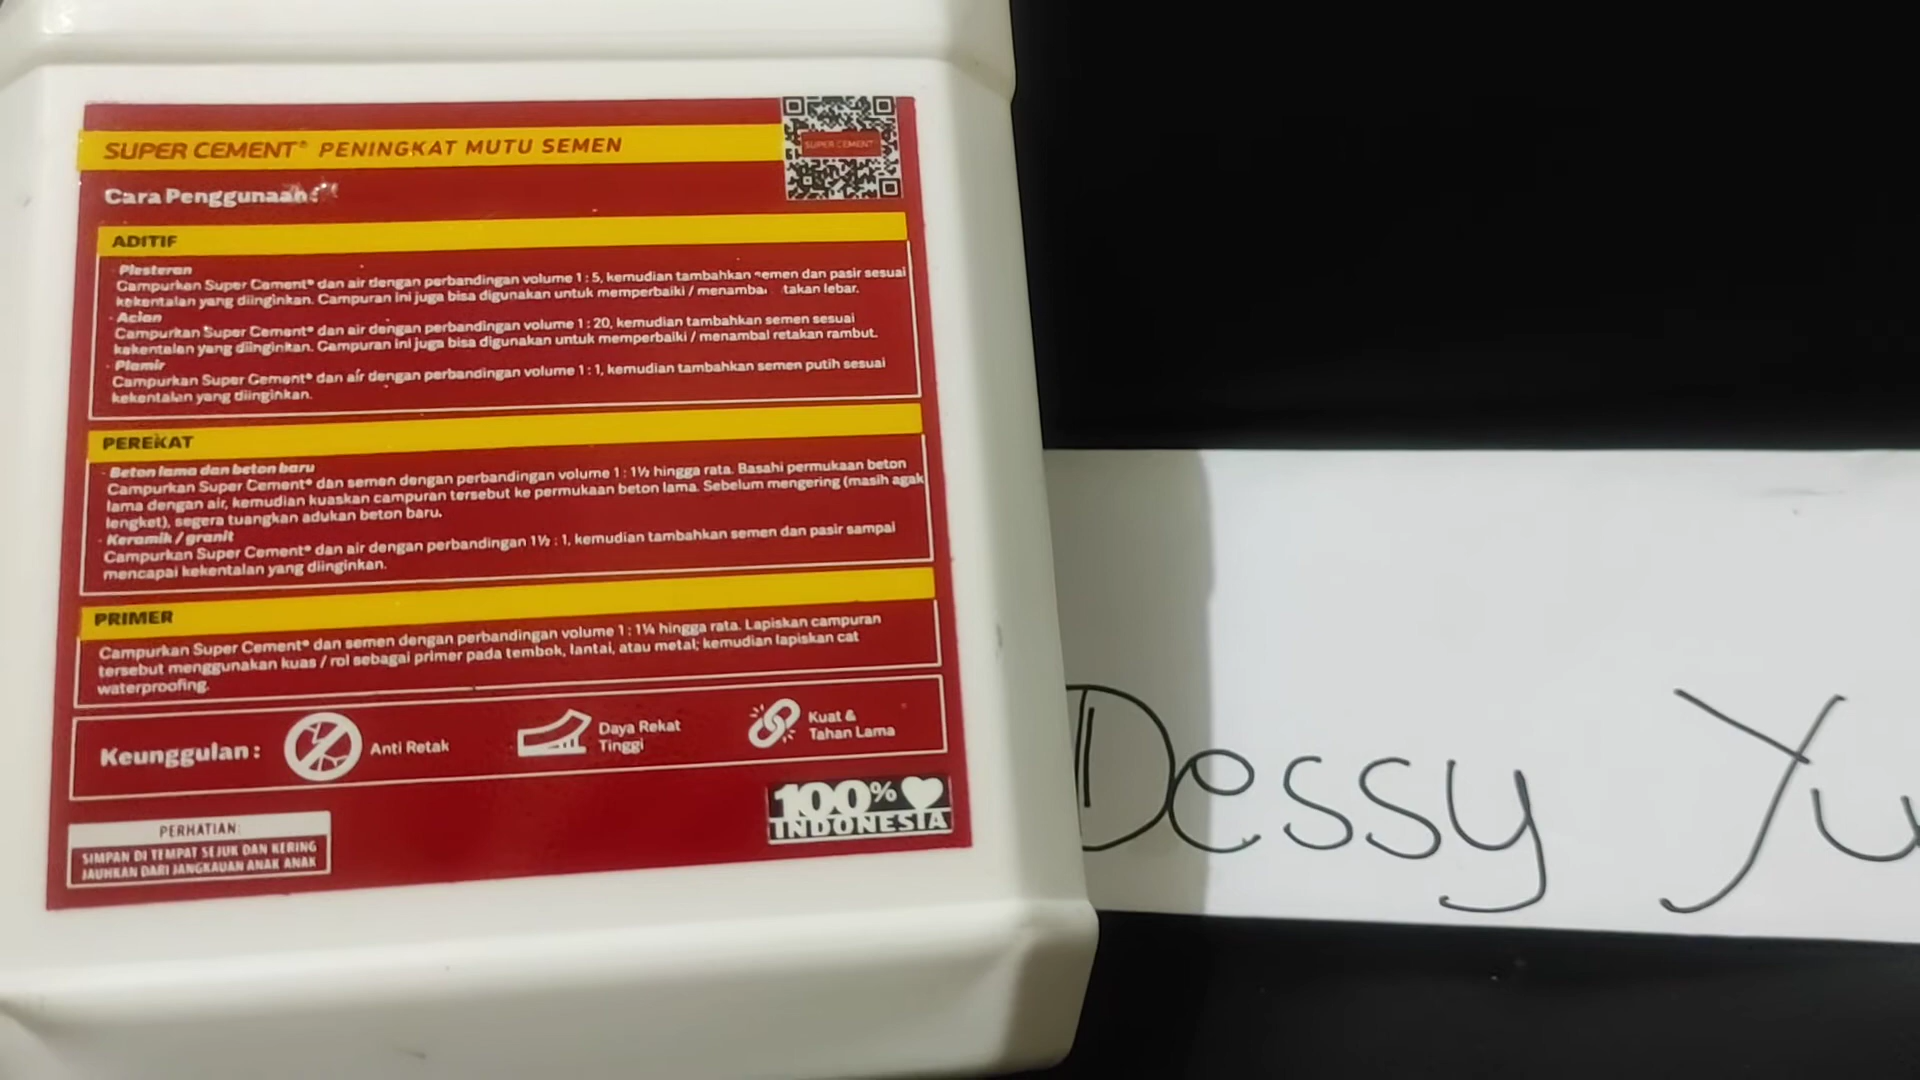 SUPER CEMENT® PENINGKAT MUTU SEMEN
SUPER CEMENT
Cara Penggunaan:
ADITIF
· Plesteran
Campurkan Super Cement® dan air dengan perbandingan volume 1 : 5, kemudian tambahkan semen dan pasir sesuai
kekentalan yang diinginkan. Campuran ini juga bisa digunakan untuk memperbaiki / menamba takan lebar.
· Acian
Campurkan Super Cement® dan air dengan perbandingan volume 1 : 20, kemudian tambahkan semen sesuai
kekentalan yang diinginkan. Campuran ini juga bisa digunakan untuk memperbaiki / menambal retakan rambut.
· Plamir
Campurkan Super Cement® dan air dengan perbandingan volume 1 : 1, kemudian tambahkan semen putih sesuai
kekentalan yang diinginkan.
PEREKAT
· Beton lama dan beton baru
Campurkan Super Cement® dan semen dengan perbandingan volume 1 : 1½ hingga rata. Basahi permukaan beton
lama dengan air, kemudian kuaskan campuran tersebut ke permukaan beton lama. Sebelum mengering (masih agak
lengket), segera tuangkan adukan beton baru.
· Keramik / granit
Campurkan Super Cement® dan air dengan perbandingan 1½ : 1, kemudian tambahkan semen dan pasir sampai
mencapai kekentalan yang diinginkan.
PRIMER
Campurkan Super Cement® dan semen dengan perbandingan volume 1 : 1¼ hingga rata. Lapiskan campuran
tersebut menggunakan kuas / rol sebagai primer pada tembok, lantai, atau metal; kemudian lapiskan cat
waterproofing.
Keunggulan :
Anti Retak
Daya Rekat
Tinggi
Kuat &
Tahan Lama
100%
INDONESIA
PERHATIAN:
SIMPAN DI TEMPAT SEJUK DAN KERING
JAUHKAN DARI JANGKAUAN ANAK ANAK
Dessy Yu